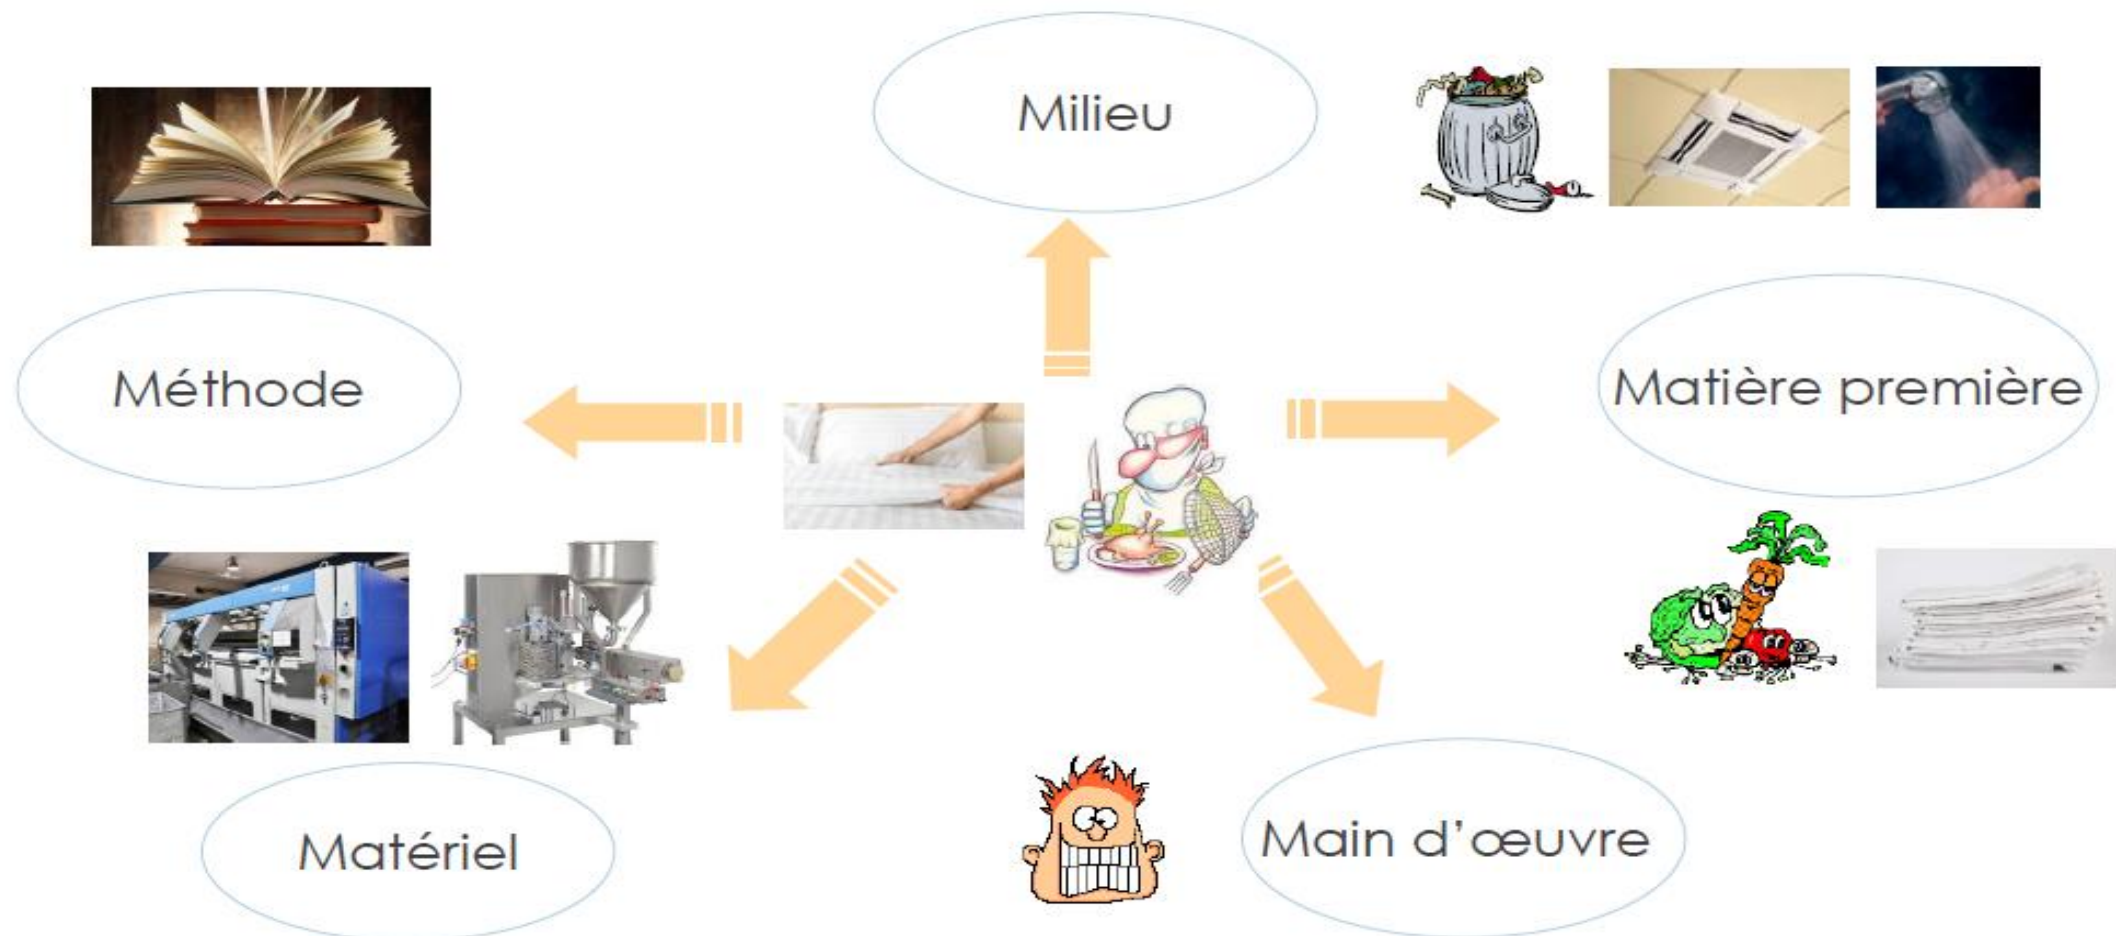 Milieu
Méthode
Matière première
Matériel
Main d’œuvre